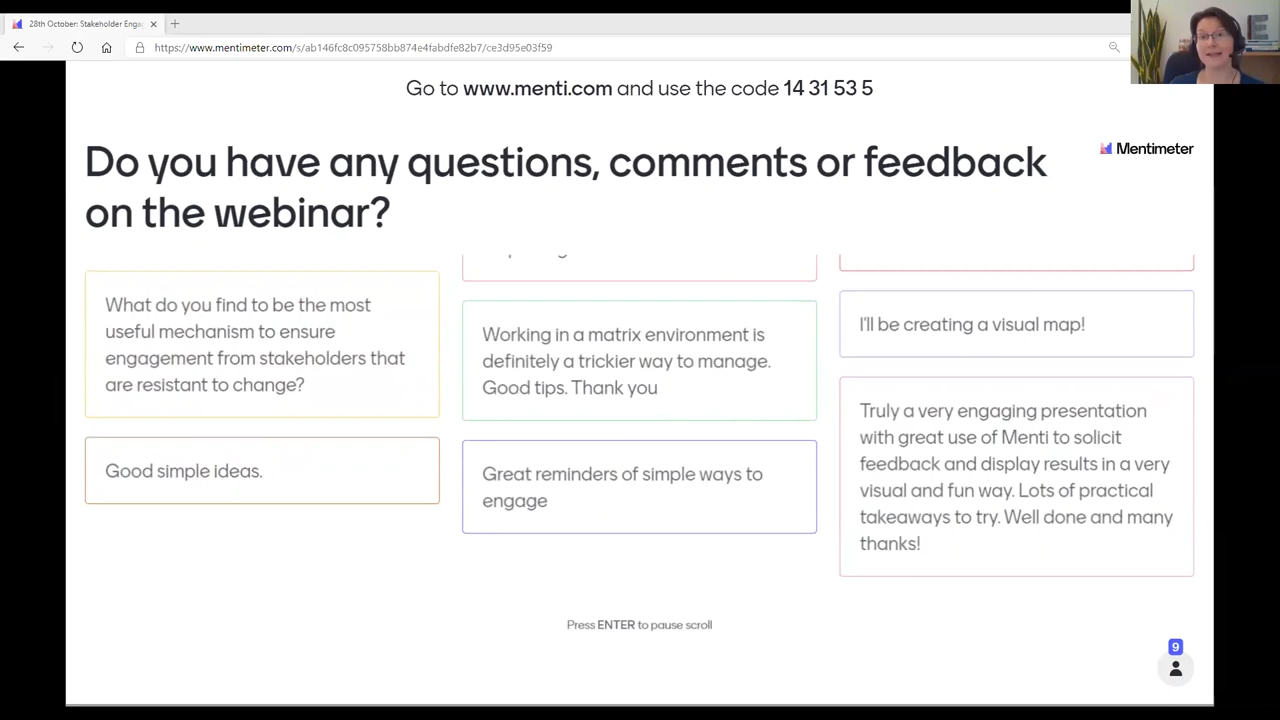 28th October: Stakeholder Enga
https://www.mentimeter.com/s/ab146fc8c095758bb874e4fabdfe82b7/ce3d95e03f55
Go to www.menti.com and use the code 14 31 53 5
Do you have any questions, comments or feedback
on the webinar?
Mentimeter
What do you find to be the most
useful mechanism to ensure
engagement from stakeholders that
are resistant to change?
Good simple ideas.
Working in a matrix environment is
definitely a trickier way to manage.
Good tips. Thank you
Great reminders of simple ways to
engage
I'll be creating a visual map!
Truly a very engaging presentation
with great use of Menti to solicit
feedback and display results in a very
visual and fun way. Lots of practical
takeaways to try. Well done and many
thanks!
Press ENTER to pause scroll
9